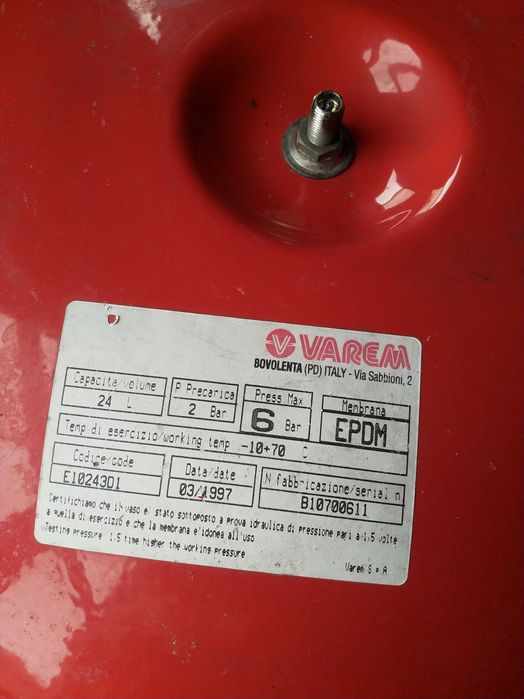 VAREM
BOVOLENTA (PD) ITALY - Via Sabbioni, 2
Capacita/volume
24 L
P.Precarica
2 Bar
Press.Max
6 Bar
Membrana
EPDM
Temp di esercizio/working temp. -10+70 C
Codice/code
E10243D1
Data/date
03/1997
N fabbricazione/serial n
B10700611
Certifichiamo che il vaso e' stato sottoposto a prova idraulica di pressione pari a 1,5 volte
a quella di esercizio e che la membrana e'idonea all'uso
Testing pressure 1.5 time higher the working pressure
Varem S.p.A